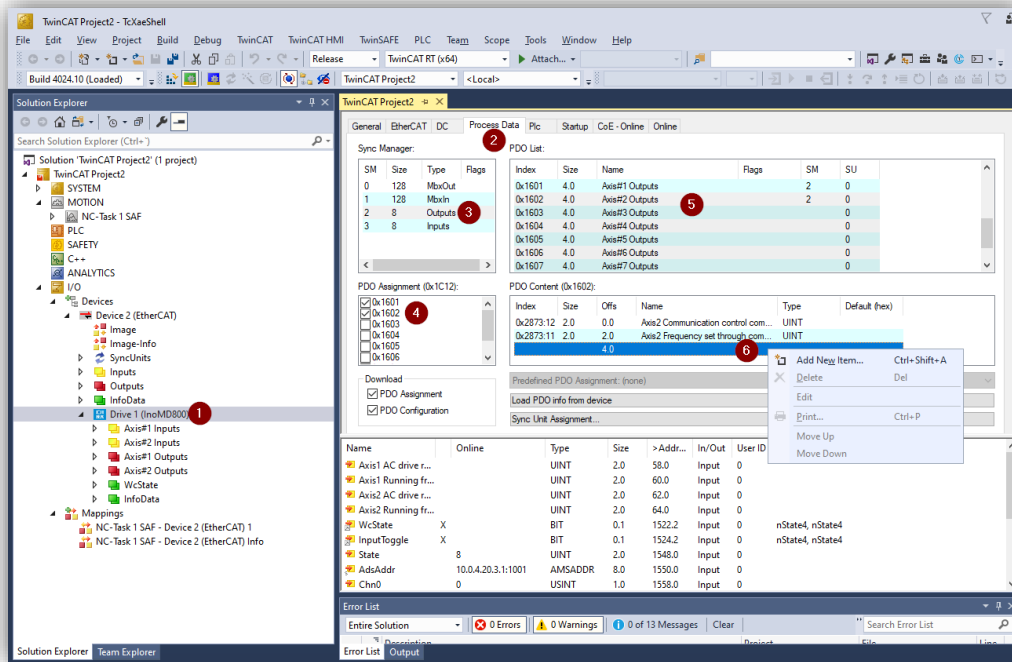 TwinCAT Project2 - TcXaeShell
File Edit View Project Build Debug TwinCAT TwinCAT HMI TwinSAFE PLC Team Scope Tools Window Help
Release TwinCAT RT (x64) Attach...
Build 4024.10 (Loaded) TwinCAT Project2 <Local>
Solution Explorer
Search Solution Explorer (Ctrl+¨)
Solution 'TwinCAT Project2' (1 project)
TwinCAT Project2
SYSTEM
MOTION
NC-Task 1 SAF
PLC
SAFETY
C++
ANALYTICS
I/O
Devices
Device 2 (EtherCAT)
Image
Image-Info
SyncUnits
Inputs
Outputs
InfoData
Drive 1 (InoMD800) 1
Axis#1 Inputs
Axis#2 Inputs
Axis#1 Outputs
Axis#2 Outputs
WcState
InfoData
Mappings
NC-Task 1 SAF - Device 2 (EtherCAT) 1
NC-Task 1 SAF - Device 2 (EtherCAT) Info
Solution Explorer Team Explorer
TwinCAT Project2
General EtherCAT DC Process Data Plc Startup CoE - Online Online
2
Sync Manager:
SM Size Type Flags
0 128 MbxOut
1 128 MbxIn
2 8 Outputs 3
3 8 Inputs
PDO List:
Index Size Name Flags SM SU
0x1601 4.0 Axis#1 Outputs 2 0
0x1602 4.0 Axis#2 Outputs 2 0
0x1603 4.0 Axis#3 Outputs 0
0x1604 4.0 Axis#4 Outputs 0
0x1605 4.0 Axis#5 Outputs 0
0x1606 4.0 Axis#6 Outputs 0
0x1607 4.0 Axis#7 Outputs 0
5
PDO Assignment (0x1C12):
0x1601
0x1602
0x1603
0x1604
0x1605
0x1606
4
PDO Content (0x1602):
Index Size Offs Name Type Default (hex)
0x2873:12 2.0 0.0 Axis2 Communication control com... UINT
0x2873:11 2.0 2.0 Axis2 Frequency set through com... UINT
4.0
6
Add New Item... Ctrl+Shift+A
Delete Del
Edit
Print... Ctrl+P
Move Up
Move Down
Download
PDO Assignment
PDO Configuration
Predefined PDO Assignment: (none)
Load PDO info from device
Sync Unit Assignment...
Name Online Type Size >Addr... In/Out User ID
Axis1 AC drive r... UINT 2.0 58.0 Input 0
Axis1 Running fr... UINT 2.0 60.0 Input 0
Axis2 AC drive r... UINT 2.0 62.0 Input 0
Axis2 Running fr... UINT 2.0 64.0 Input 0
WcState X BIT 0.1 1522.2 Input 0 nState4, nState4
InputToggle X BIT 0.1 1524.2 Input 0 nState4, nState4
State 8 UINT 2.0 1548.0 Input 0
AdsAddr 10.0.4.20.3.1:1001 AMSADDR 8.0 1550.0 Input 0
Chn0 0 USINT 1.0 1558.0 Input 0
Error List
Entire Solution 0 Errors 0 Warnings 0 of 13 Messages Clear Search Error List
Description Project File Line
Error List Output